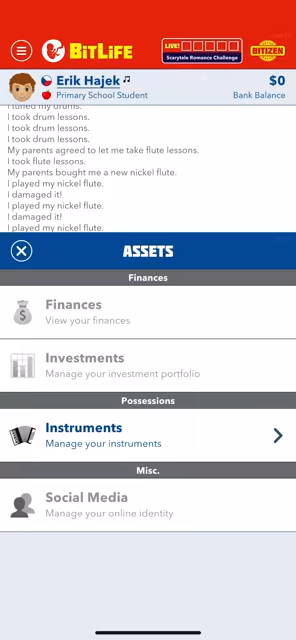 BitLife
LIVE!
Scarytale Romance Challenge
BITIZEN
Erik Hajek
$0
Primary School Student
Bank Balance
I tuned my drums.
I took drum lessons.
I took drum lessons.
I took drum lessons.
My parents agreed to let me take flute lessons.
I took flute lessons.
My parents bought me a new nickel flute.
I played my nickel flute.
I damaged it!
I played my nickel flute.
I damaged it!
I played my nickel flute.
ASSETS
Finances
Finances
View your finances
Investments
Manage your investment portfolio
Possessions
Instruments
Manage your instruments
Misc.
Social Media
Manage your online identity